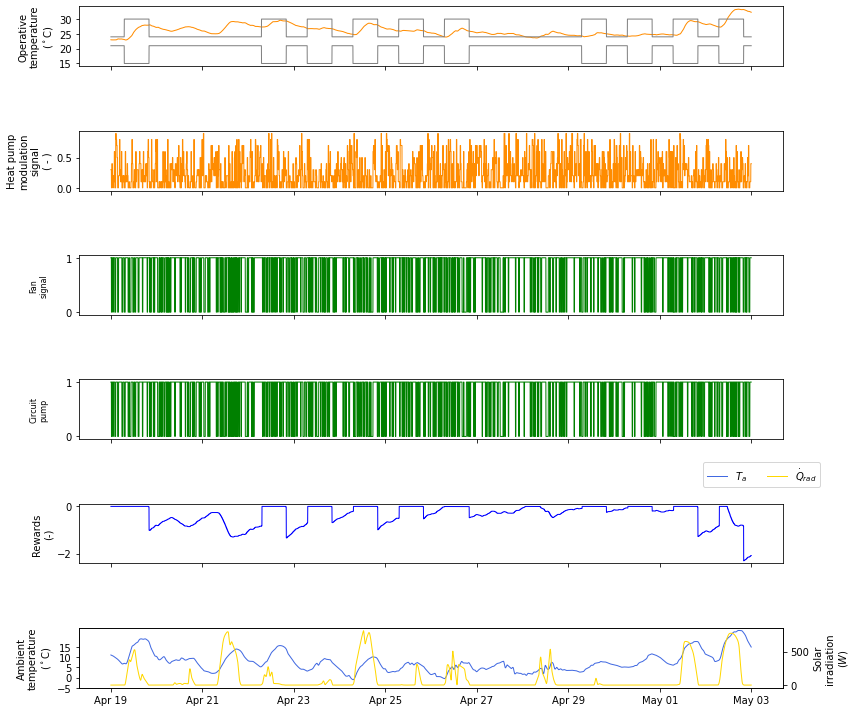 Operative
temperature
(°C)
30
25
20
15
Heat pump
modulation
signal
( - )
0.5
0.0
Fan
signal
1
0
Circuit
pump
1
0
T_a
Q̇_rad
Rewards
(-)
0
−2
Ambient
temperature
(°C)
15
10
5
0
−5
500
0
Solar
irradiation
(W)
Apr 19 Apr 21 Apr 23 Apr 25 Apr 27 Apr 29 May 01 May 03